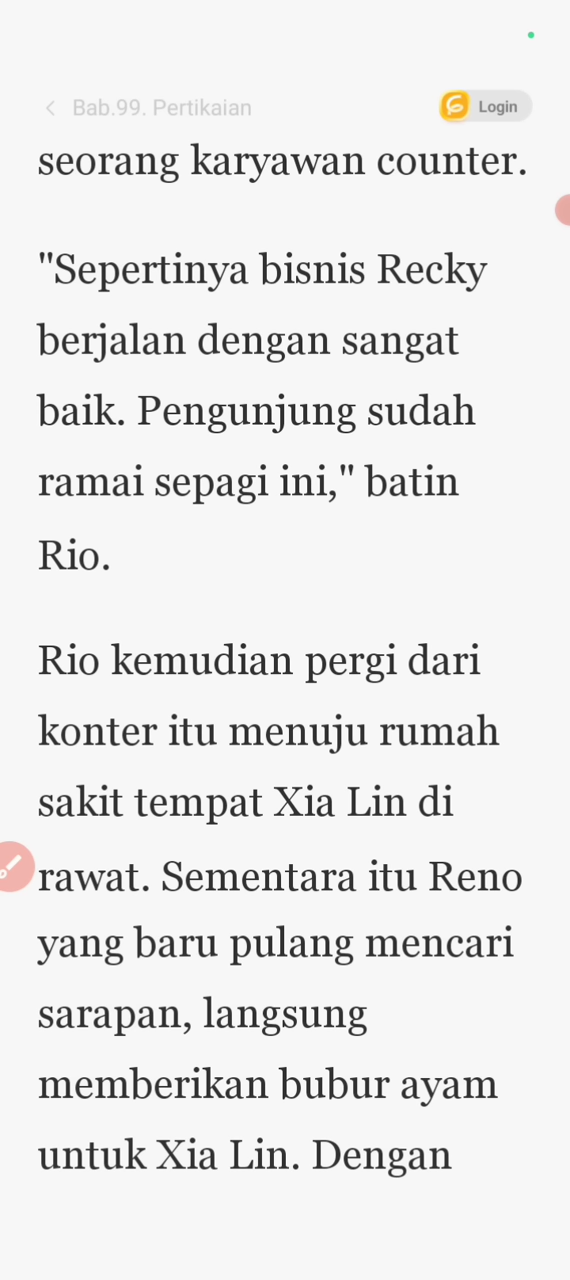 Bab.99. Pertikaian
Login
seorang karyawan counter.
"Sepertinya bisnis Recky
berjalan dengan sangat
baik. Pengunjung sudah
ramai sepagi ini," batin
Rio.
Rio kemudian pergi dari
konter itu menuju rumah
sakit tempat Xia Lin di
rawat. Sementara itu Reno
yang baru pulang mencari
sarapan, langsung
memberikan bubur ayam
untuk Xia Lin. Dengan